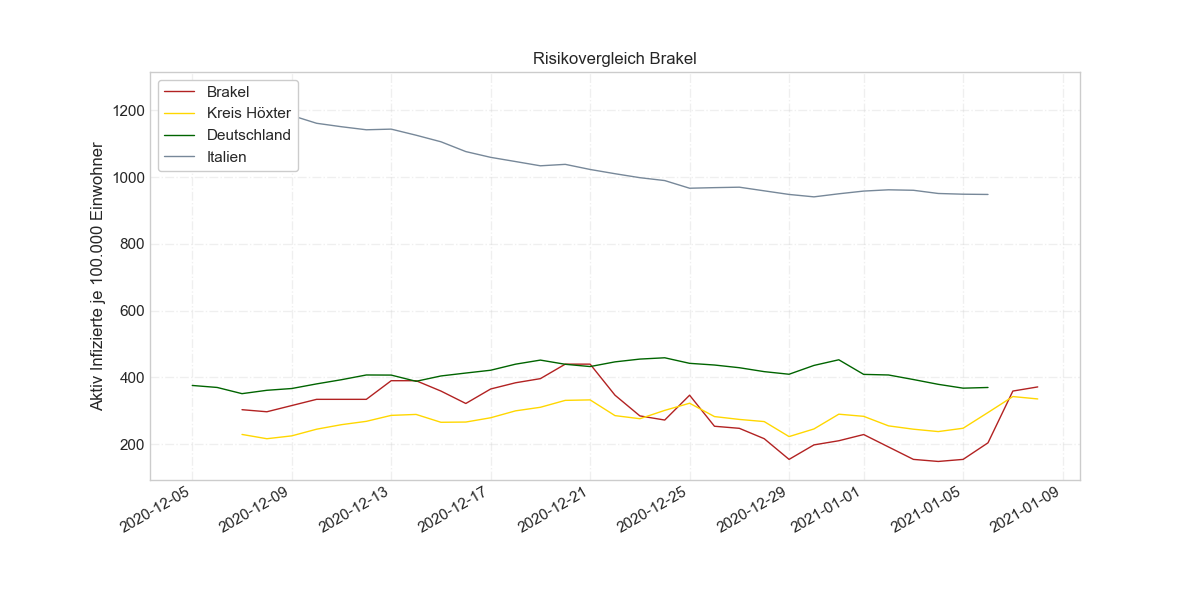 Risikovergleich Brakel
Brakel
Kreis Höxter
Deutschland
Italien
Aktiv Infizierte je 100.000 Einwohner
1200
1000
800
600
400
200
2020-12-05
2020-12-09
2020-12-13
2020-12-17
2020-12-21
2020-12-25
2020-12-29
2021-01-01
2021-01-05
2021-01-09